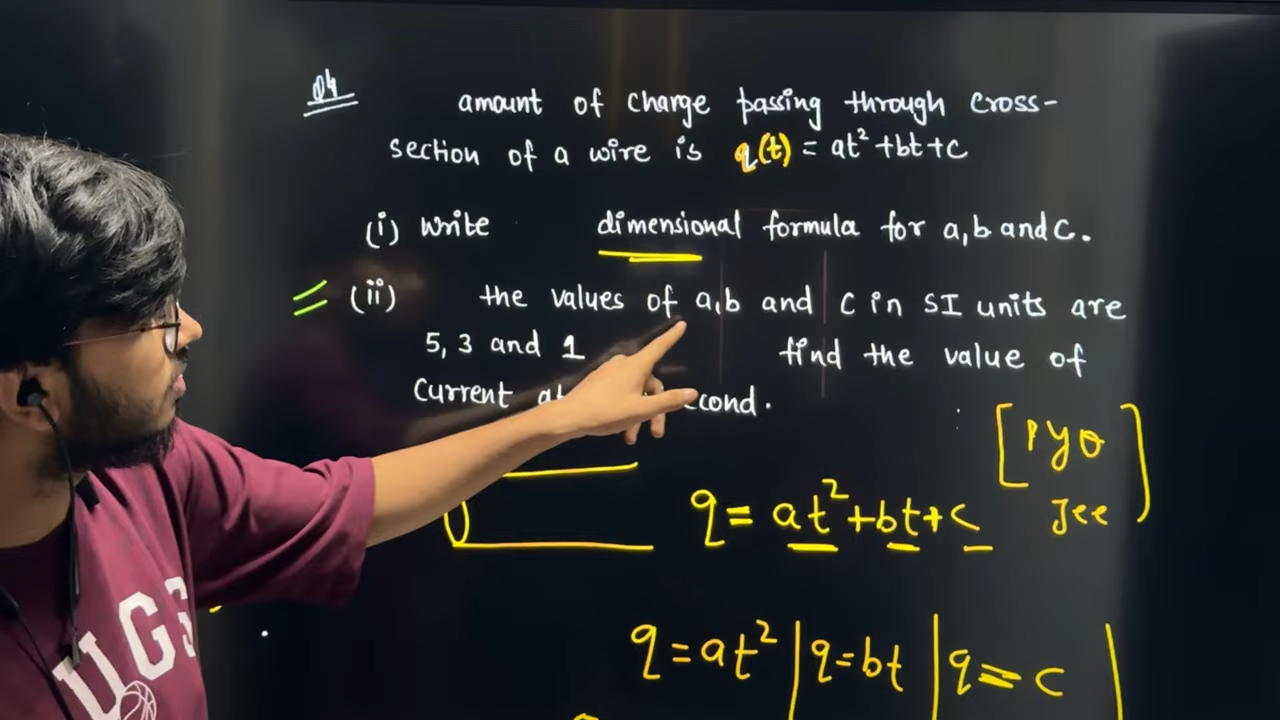 Q4 amount of charge passing through cross-
section of a wire is q(t) = at² + bt + c
(i) Write dimensional formula for a, b and c.
(ii) the values of a, b and c in SI units are
5, 3 and 1 find the value of
Current at
q = at² + bt + c
[PYQ
Jee]
q = at² | q = bt | q = c |
UG